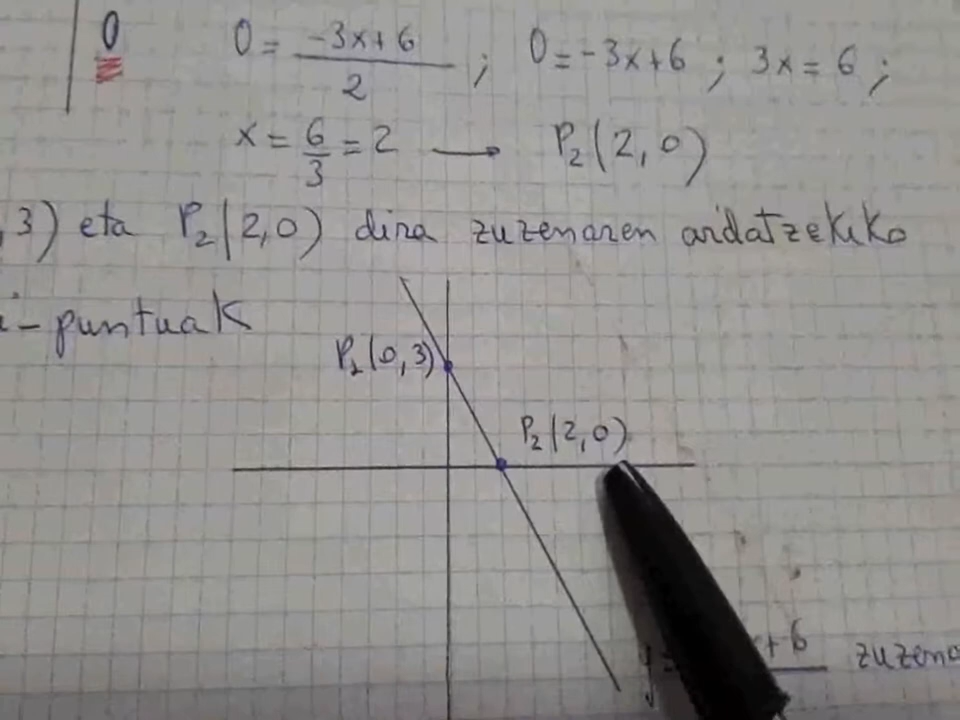 0 0 = -3x+6 / 2 ; 0 = -3x+6 ; 3x = 6 ;
x = 6/3 = 2 → P₂(2,0)
, 3) eta P₂(2,0) dira zuzenaren ardatzekiko
- puntuak
P₂(0,3)
P₂(2,0)
x+6 zuzena